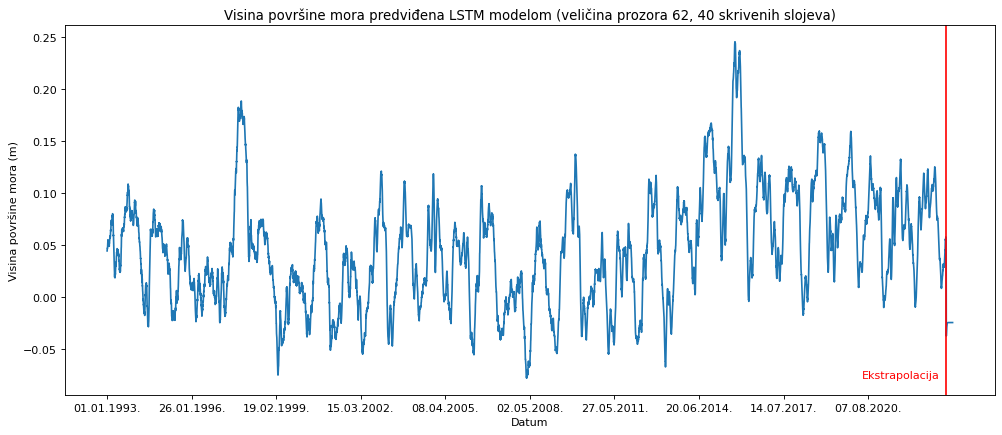 Visina površine mora predviđena LSTM modelom (veličina prozora 62, 40 skrivenih slojeva)
Visina površine mora (m)
0.25
0.20
0.15
0.10
0.05
0.00
−0.05
Ekstrapolacija
01.01.1993. 26.01.1996. 19.02.1999. 15.03.2002. 08.04.2005. 02.05.2008. 27.05.2011. 20.06.2014. 14.07.2017. 07.08.2020.
Datum